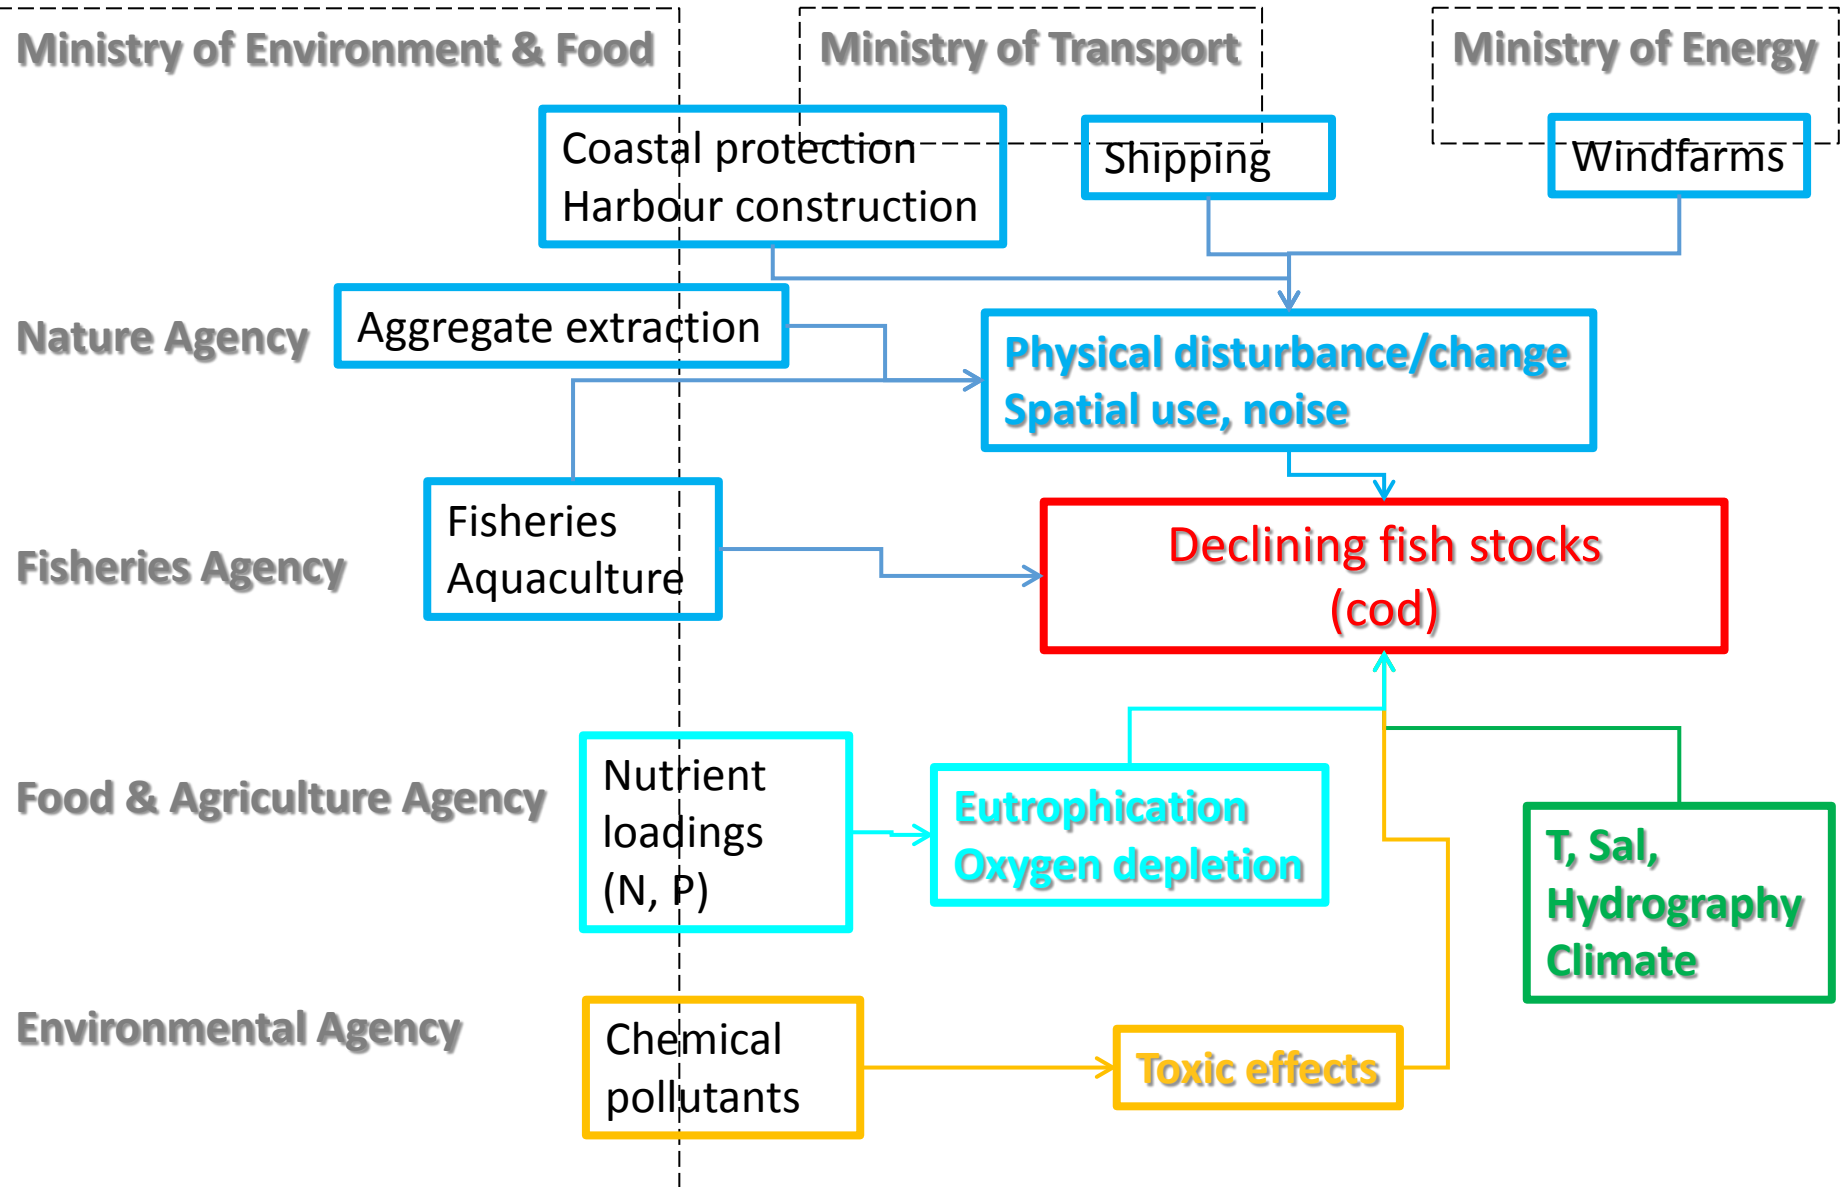 Ministry of Environment & Food
Ministry of Transport
Ministry of Energy
Coastal protection
Harbour construction
Shipping
Windfarms
Nature Agency
Aggregate extraction
Physical disturbance/change
Spatial use, noise
Fisheries Agency
Fisheries
Aquaculture
Declining fish stocks
(cod)
Food & Agriculture Agency
Nutrient
loadings
(N, P)
Eutrophication
Oxygen depletion
T, Sal,
Hydrography
Climate
Environmental Agency
Chemical
pollutants
Toxic effects